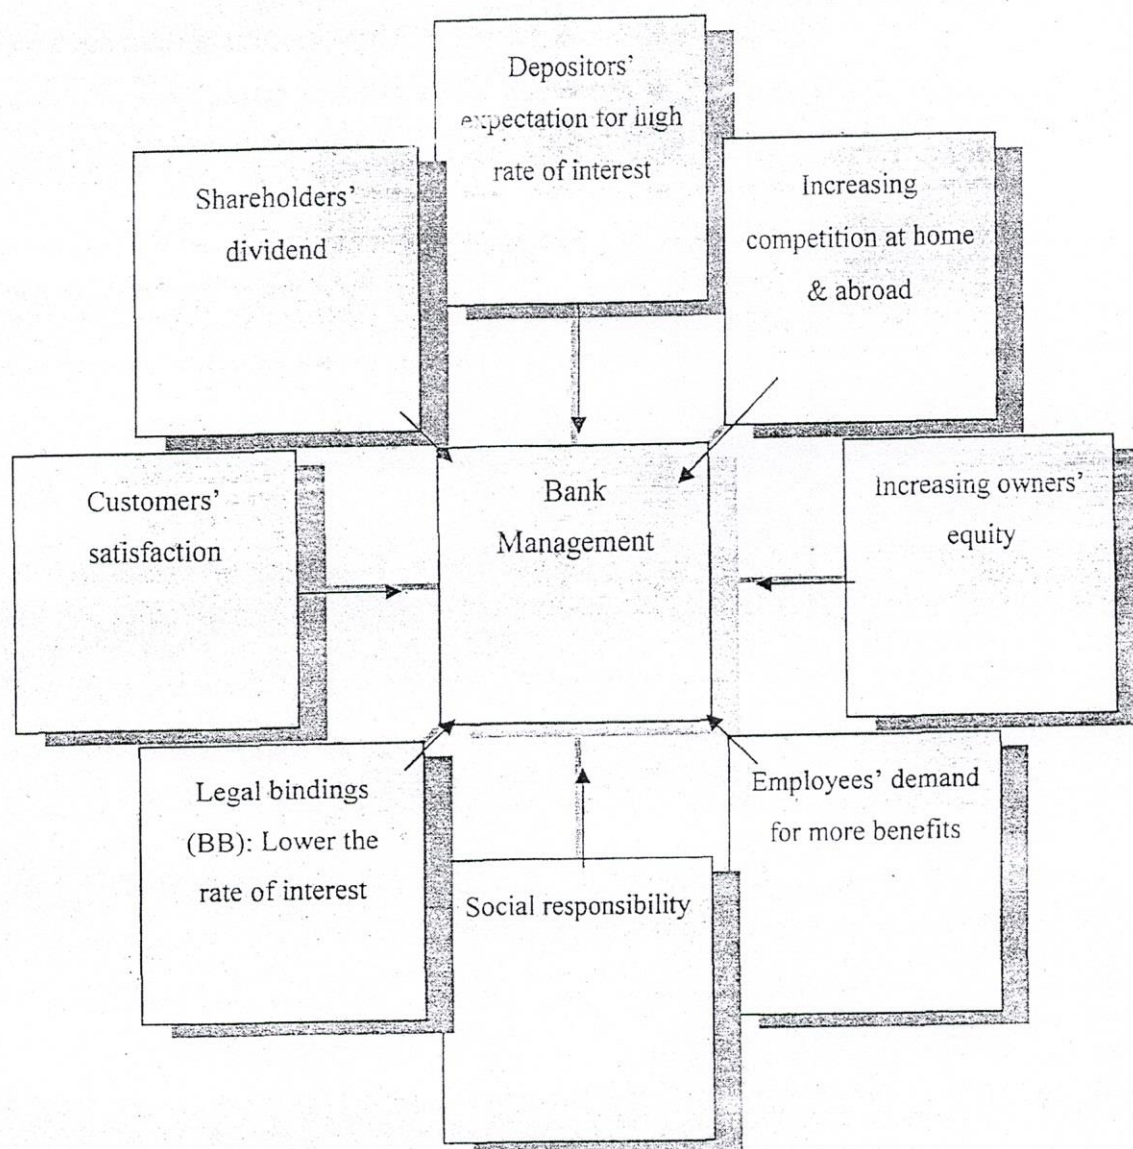 Depositors'
expectation for high
rate of interest
Shareholders'
dividend
Increasing
competition at home
& abroad
Customers'
satisfaction
Bank
Management
Increasing owners'
equity
Legal bindings
(BB): Lower the
rate of interest
Social responsibility
Employees' demand
for more benefits